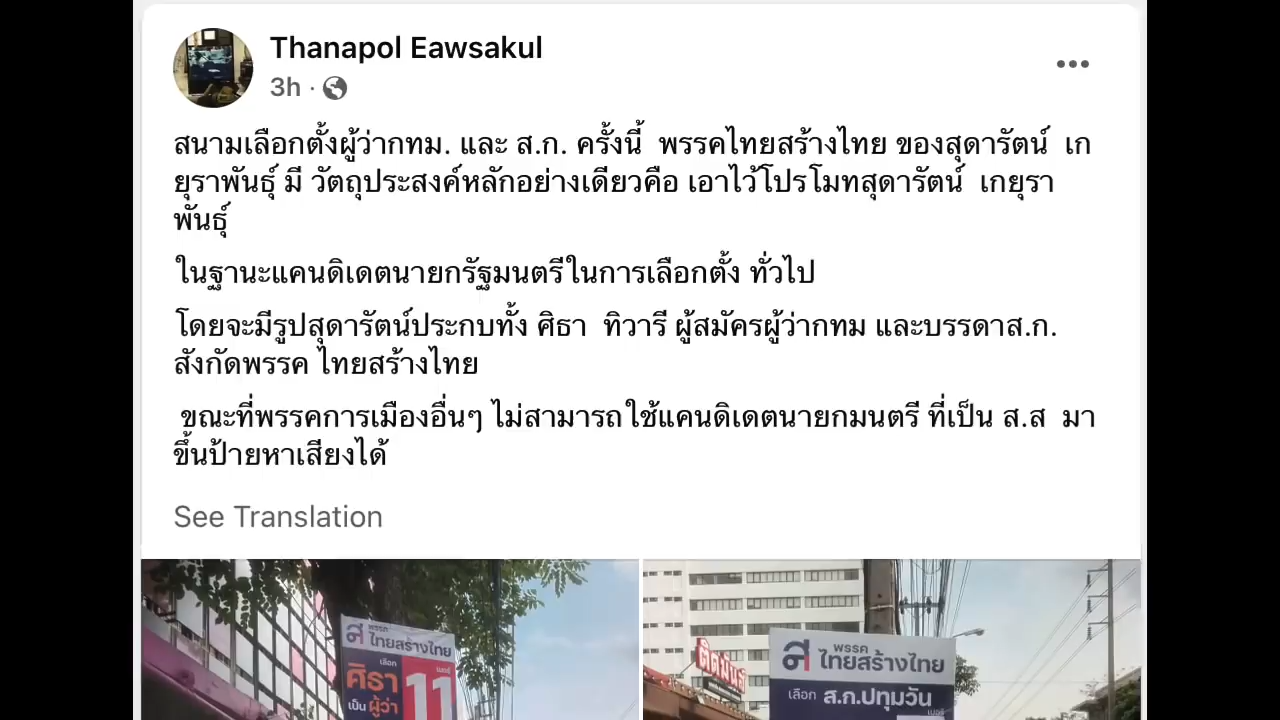 Thanapol Eawsakul
3h ·
สนามเลือกตั้งผู้ว่ากทม. และ ส.ก. ครั้งนี้  พรรคไทยสร้างไทย ของสุดารัตน์  เก
ยุราพันธุ์ มี วัตถุประสงค์หลักอย่างเดียวคือ เอาไว้โปรโมทสุดารัตน์  เกยุรา
พันธุ์
ในฐานะแคนดิเดตนายกรัฐมนตรีในการเลือกตั้ง ทั่วไป
โดยจะมีรูปสุดารัตน์ประกบทั้ง ศิธา  ทิวารี ผู้สมัครผู้ว่ากทม และบรรดาส.ก.
สังกัดพรรค ไทยสร้างไทย
ขณะที่พรรคการเมืองอื่นๆ ไม่สามารถใช้แคนดิเดตนายกมนตรี ที่เป็น ส.ส  มา
ขึ้นป้ายหาเสียงได้
See Translation
พรรค
ไทยสร้างไทย
เลือก
เบอร์
ศิธา
11
เป็น ผู้ว่า
ติดมันส์
พรรค
ไทยสร้างไทย
เลือก ส.ก.ปทุมวัน
เบอร์